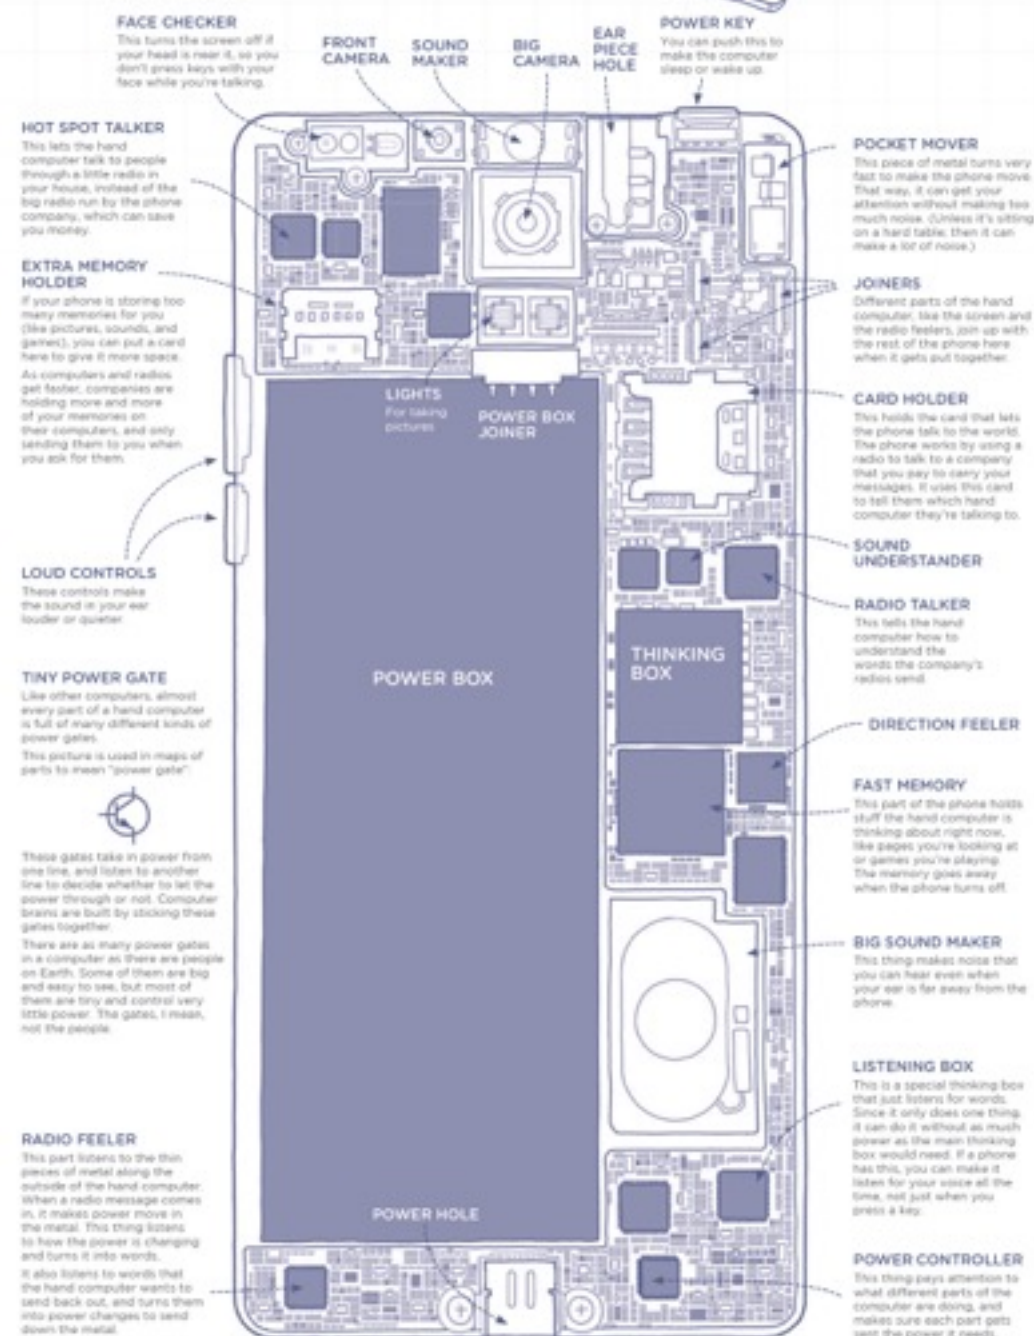 FACE CHECKER
This turns the screen off if
your head is near it, so you
don't press keys with your
face while you're talking.
FRONT
CAMERA
SOUND
MAKER
BIG
CAMERA
EAR
PIECE
HOLE
POWER KEY
You can push this to
make the computer
sleep or wake up.
HOT SPOT TALKER
This lets the hand
computer talk to people
through a little radio in
your house, instead of the
big radio run by the phone
company, which can save
you money.
EXTRA MEMORY
HOLDER
If your phone is storing too
many memories for you
(like pictures, sounds, and
games), you can put a card
here to give it more space.
As computers and radios
get faster, companies are
holding more and more
of your memories on
their computers, and only
sending them to you when
you ask for them.
LOUD CONTROLS
These controls make
the sound in your ear
louder or quieter.
TINY POWER GATE
Like other computers, almost
every part of a hand computer
is full of many different kinds of
power gates.
This picture is used in maps of
parts to mean "power gate":
These gates take in power from
one line, and listen to another
line to decide whether to let the
power through or not. Computer
brains are built by sticking these
gates together.
There are as many power gates
in a computer as there are people
on Earth. Some of them are big
and easy to see, but most of
them are tiny and control very
little power. The gates, I mean,
not the people.
RADIO FEELER
This part listens to the thin
pieces of metal along the
outside of the hand computer.
When a radio message comes
in, it makes power move in
the metal. This thing listens
to how the power is changing
and turns it into words.
It also listens to words that
the hand computer wants to
send back out, and turns them
into power changes to send
down the metal.
LIGHTS
For taking
pictures
POWER BOX
JOINER
POWER BOX
THINKING
BOX
POWER HOLE
POCKET MOVER
This piece of metal turns very
fast to make the phone move.
That way, it can get your
attention without making too
much noise. (Unless it's sitting
on a hard table; then it can
make a lot of noise.)
JOINERS
Different parts of the hand
computer, like the screen and
the radio feelers, join up with
the rest of the phone here
when it gets put together.
CARD HOLDER
This holds the card that lets
the phone talk to the world.
The phone works by using a
radio to talk to a company
that you pay to carry your
messages. It uses this card
to tell them which hand
computer they're talking to.
SOUND
UNDERSTANDER
RADIO TALKER
This tells the hand
computer how to
understand the
words the company's
radios send.
DIRECTION FEELER
FAST MEMORY
This part of the phone holds
stuff the hand computer is
thinking about right now,
like pages you're looking at
or games you're playing.
The memory goes away
when the phone turns off.
BIG SOUND MAKER
This thing makes noise that
you can hear even when
your ear is far away from the
phone.
LISTENING BOX
This is a special thinking box
that just listens for words.
Since it only does one thing,
it can do it without as much
power as the main thinking
box would need. If a phone
has this, you can make it
listen for your voice all the
time, not just when you
press a key.
POWER CONTROLLER
This thing pays attention to
what different parts of the
computer are doing, and
makes sure each part gets
sent the power it needs.